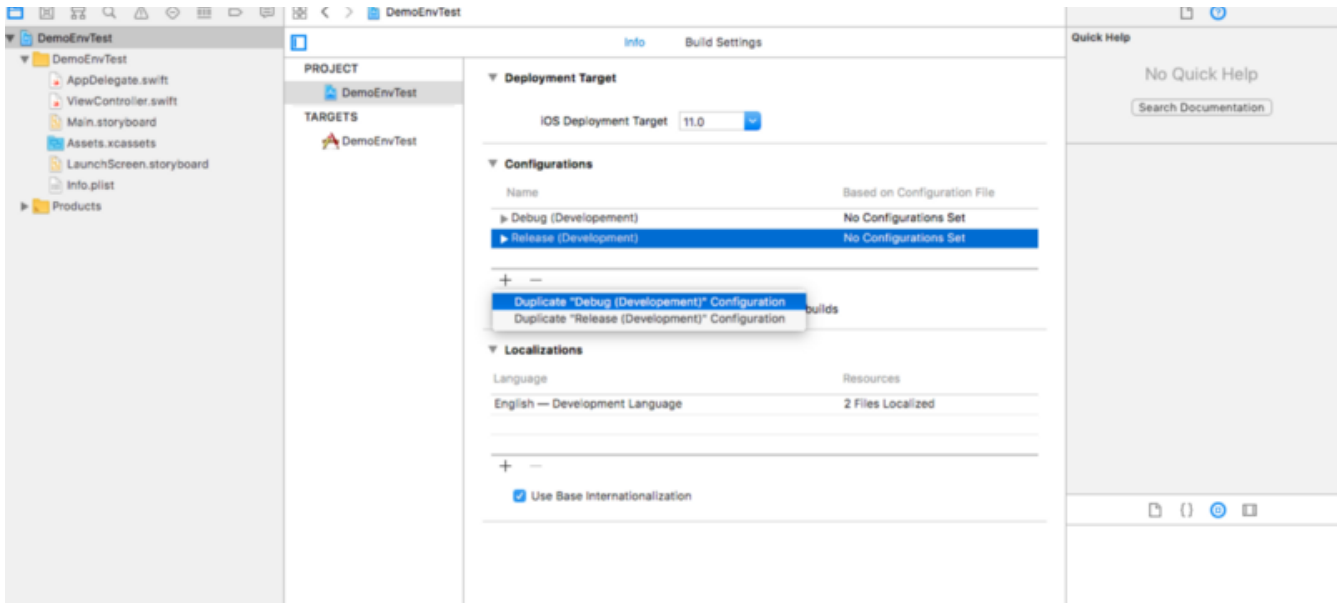 DemoEnvTest
DemoEnvTest
DemoEnvTest
AppDelegate.swift
ViewController.swift
Main.storyboard
Assets.xcassets
LaunchScreen.storyboard
Info.plist
Products
Info Build Settings
PROJECT
DemoEnvTest
TARGETS
DemoEnvTest
Deployment Target
iOS Deployment Target 11.0
Configurations
Name Based on Configuration File
Debug (Developement) No Configurations Set
Release (Development) No Configurations Set
+ −
Duplicate "Debug (Developement)" Configuration
builds
Duplicate "Release (Development)" Configuration
Localizations
Language Resources
English — Development Language 2 Files Localized
+ −
Use Base Internationalization
Quick Help
No Quick Help
Search Documentation